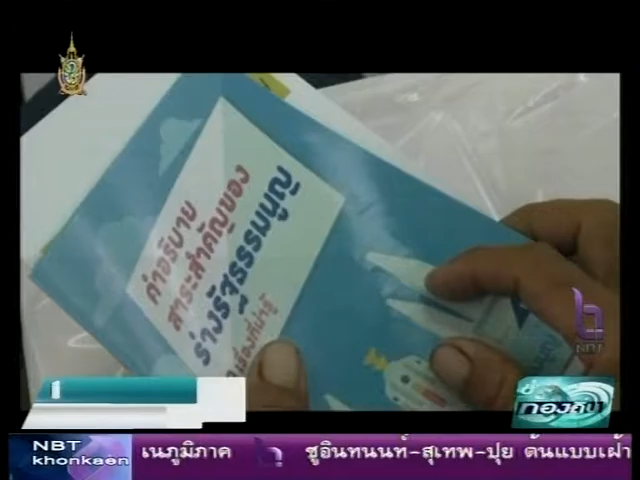 คำอธิบาย
สาระสำคัญของ
ร่างรัฐธรรมนูญ
NBT
NBT
khonkaen
เนภูมิภาค
ชูอินทนนท์-สุเทพ-ปุย ต้นแบบเฝ้า